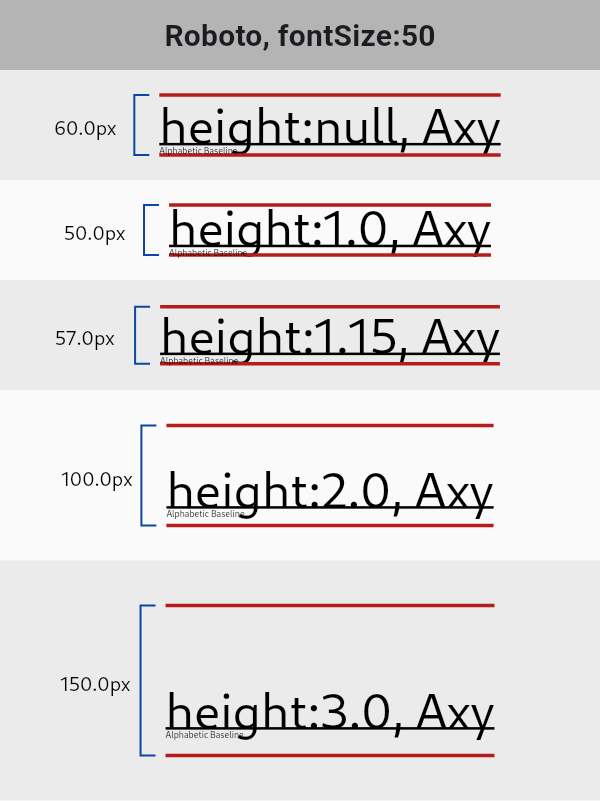 Roboto, fontSize:50
60.0px
height:null, Axy
Alphabetic Baseline
50.0px
height:1.0, Axy
Alphabetic Baseline
57.0px
height:1.15, Axy
Alphabetic Baseline
100.0px
height:2.0, Axy
Alphabetic Baseline
150.0px
height:3.0, Axy
Alphabetic Baseline